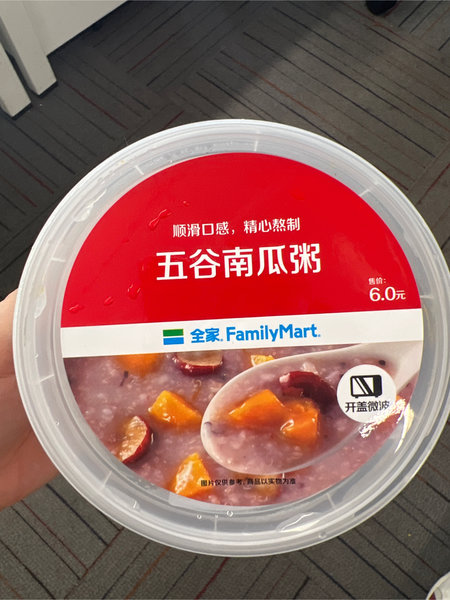 顺滑口感，精心熬制
五谷南瓜粥
售价：
6.0元
全家 FamilyMart
开盖微波
图片仅供参考，商品以实物为准